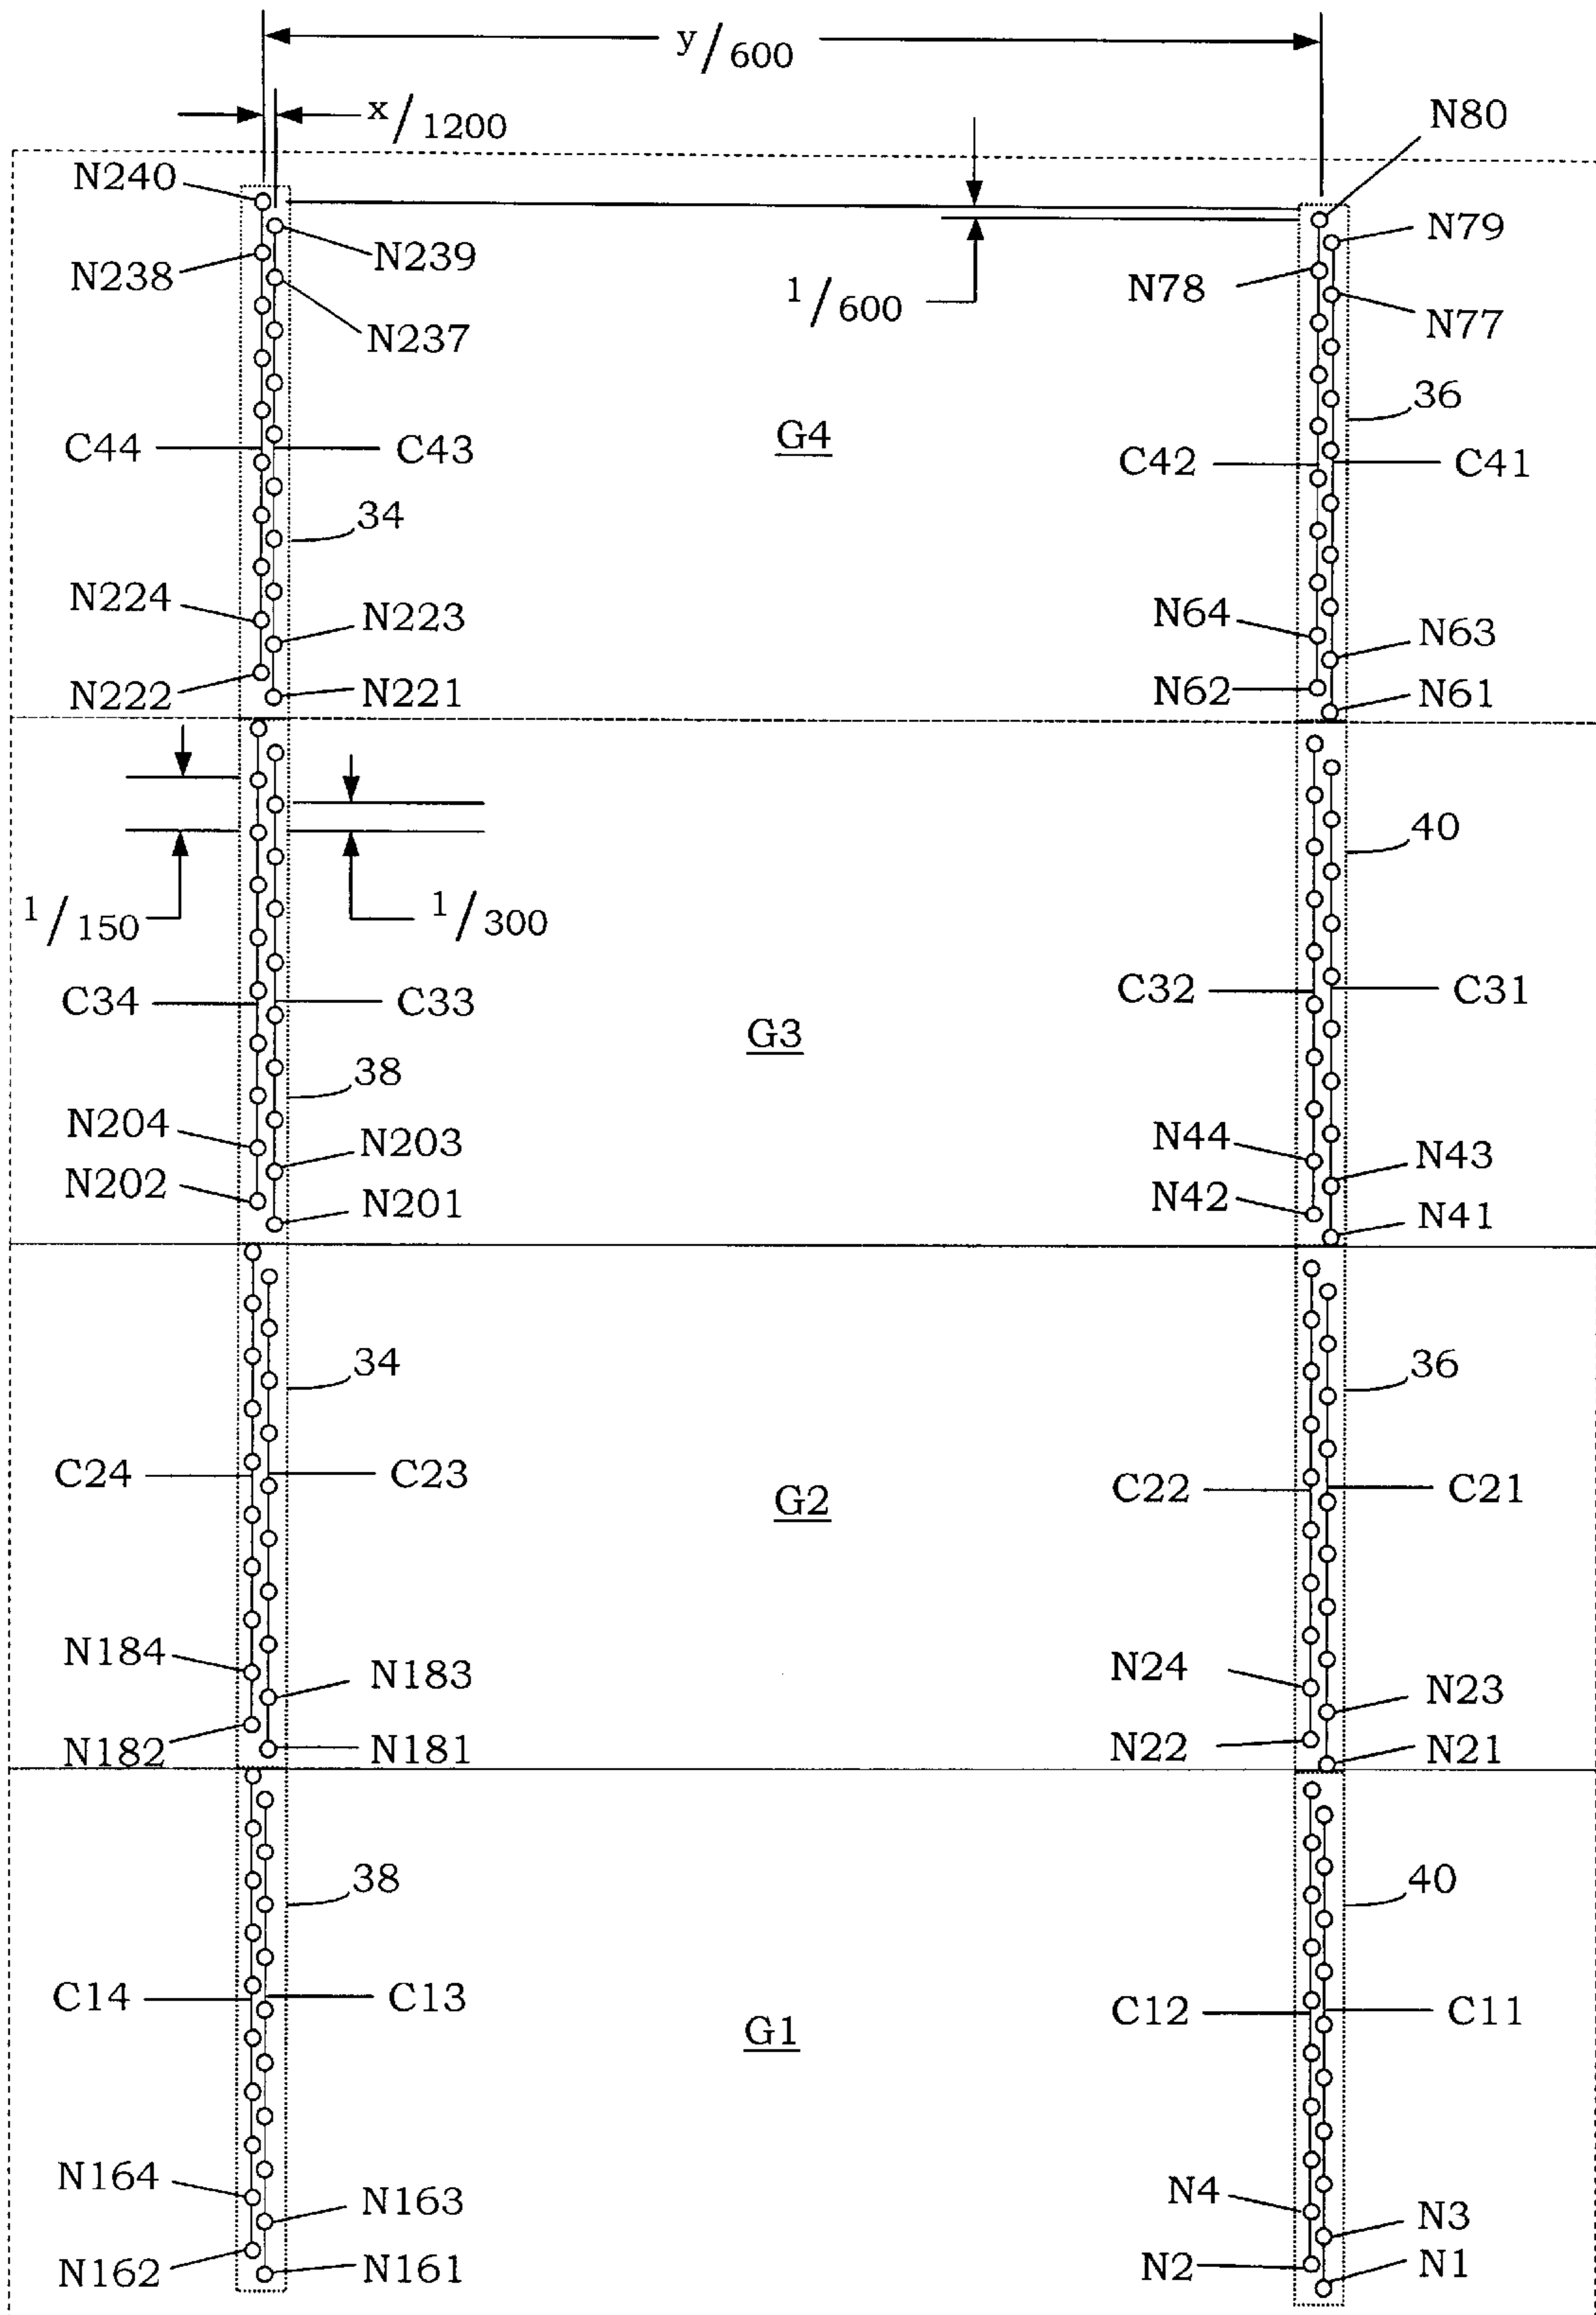 y/600
x/1200
N80
N240
N79
N239
N238
N78
1/600
N77
N237
36
G4
C44
C43
C42
C41
34
N224
N64
N223
N63
N222
N221
N62
N61
40
1/150
1/300
C34
C33
C32
C31
G3
38
N204
N44
N203
N43
N202
N201
N42
N41
34
36
C24
C23
C22
C21
G2
N184
N24
N183
N23
N182
N181
N22
N21
38
40
C14
C13
C12
C11
G1
N164
N4
N163
N3
N162
N161
N2
N1